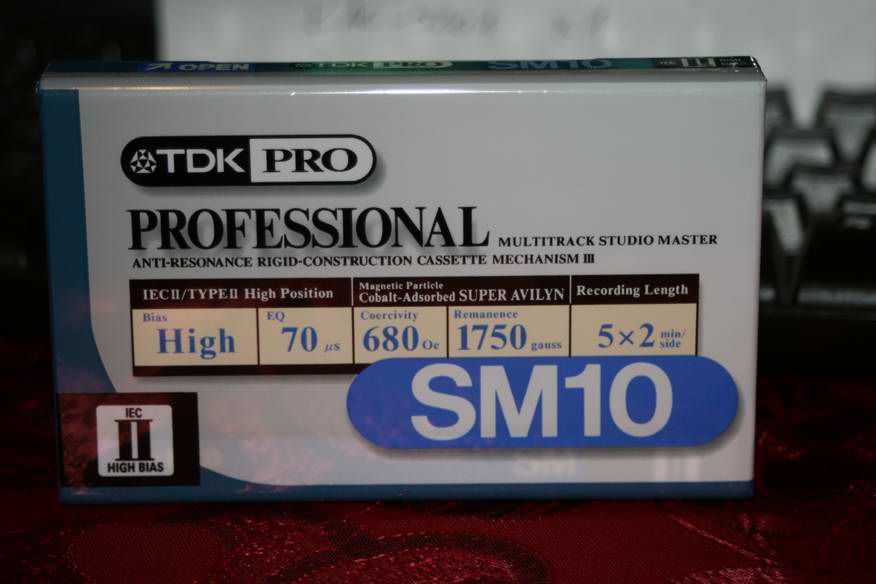 OPEN TDK PRO SM10
TDK PRO
PROFESSIONAL MULTITRACK STUDIO MASTER
ANTI-RESONANCE RIGID-CONSTRUCTION CASSETTE MECHANISM III
IECII/TYPEII High Position
Magnetic Particle
Cobalt-Adsorbed SUPER AVILYN
Recording Length
Bias
High
EQ
70 μs
Coercivity
680 Oe
Remanence
1750 gauss
5×2 min/side
SM10
IEC
II
HIGH BIAS
SM